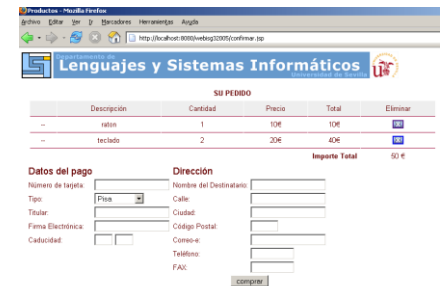 Productos - Mozilla Firefox
Archivo Editar Ver Ir Marcadores Herramientas Ayuda
http://localhost:8080/webisg32005/confirmar.jsp
Departamento de
Lenguajes y Sistemas Informáticos
Universidad de Sevilla
SU PEDIDO
Descripción Cantidad Precio Total Eliminar
-- raton 1 10€ 10€
-- teclado 2 20€ 40€
Importe Total 50 €
Datos del pago Dirección
Número de tarjeta: Nombre del Destinatario:
Tipo: Pisa Calle:
Titular: Ciudad:
Firma Electrónica: Código Postal:
Caducidad: Correo-e:
Teléfono:
FAX:
comprar